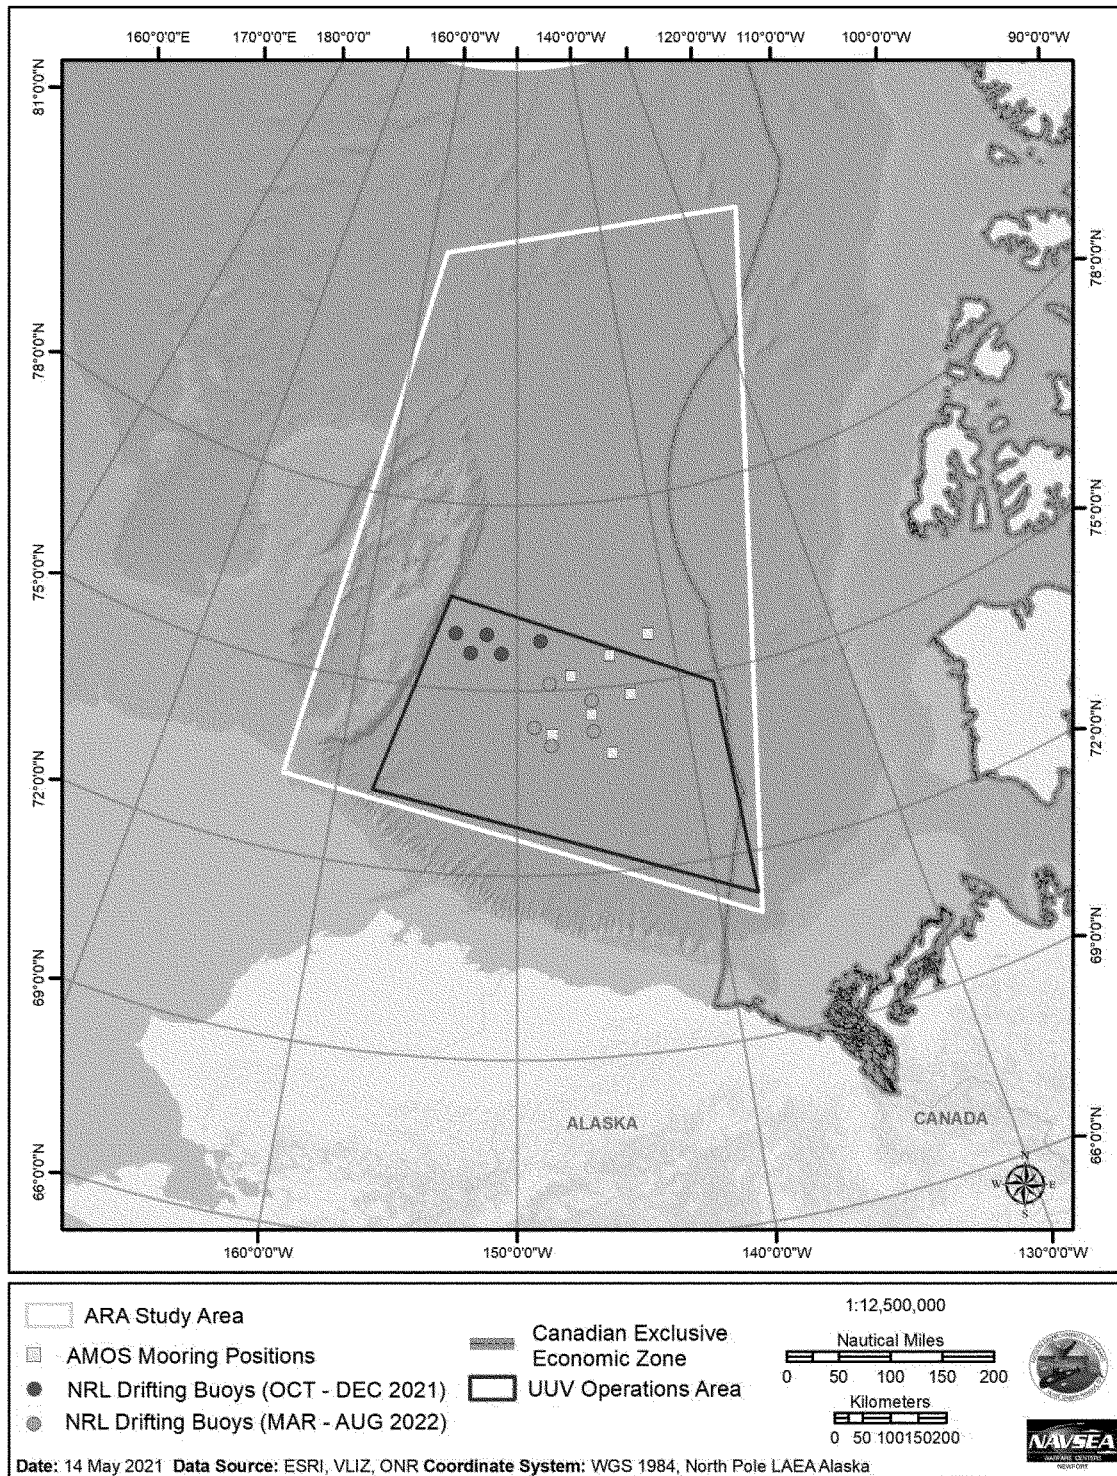 160°0'0"E 170°0'0"E 180°0'0" 160°0'0"W 140°0'0"W 120°0'0"W 110°0'0"W 100°0'0"W 90°0'0"W
81°0'0"N
78°0'0"N
78°0'0"N
75°0'0"N
75°0'0"N
72°0'0"N
72°0'0"N
69°0'0"N
69°0'0"N
66°0'0"N
66°0'0"N
ALASKA
CANADA
N
W E
S
160°0'0"W 150°0'0"W 140°0'0"W 130°0'0"W
ARA Study Area
AMOS Mooring Positions
NRL Drifting Buoys (OCT - DEC 2021)
NRL Drifting Buoys (MAR - AUG 2022)
Canadian Exclusive
Economic Zone
UUV Operations Area
1:12,500,000
Nautical Miles
0 50 100 150 200
Kilometers
0 50 100150200
NAVSEA
WARFARE CENTERS
NEWPORT
Date: 14 May 2021 Data Source: ESRI, VLIZ, ONR Coordinate System: WGS 1984, North Pole LAEA Alaska